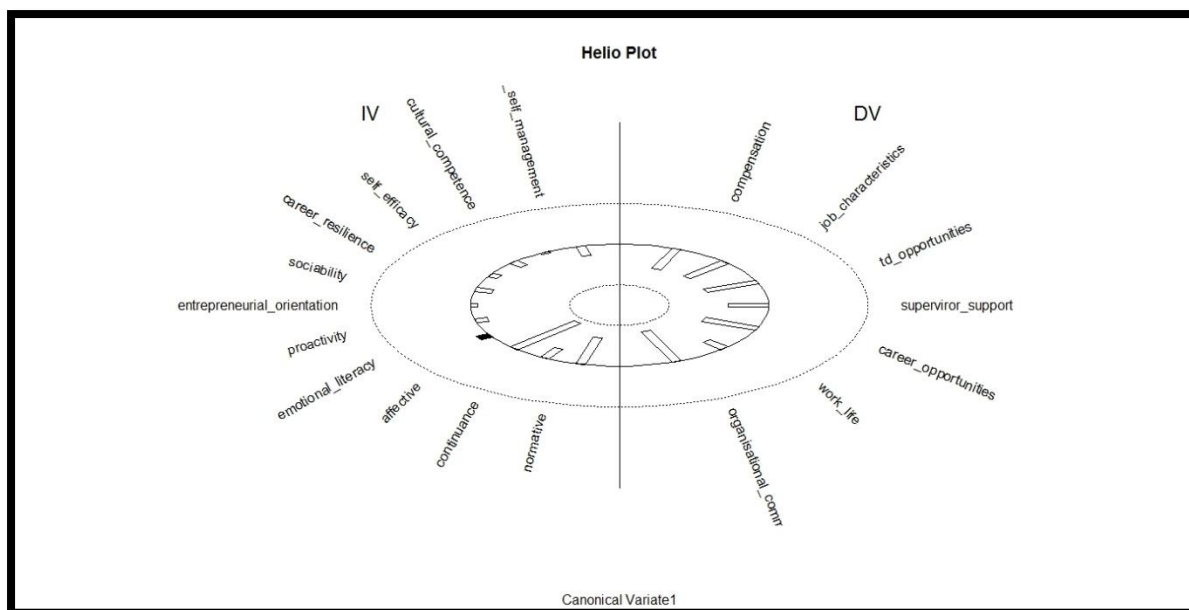 Helio Plot
IV
DV
_self_management
cultural_competence
self_efficacy
career_resilience
sociability
entrepreneurial_orientation
proactivity
emotional_literacy
affective
continuance
normative
compensation
job_characteristics
td_opportunities
superviror_support
career_opportunities
work_life
organisational_comm
Canonical Variate1